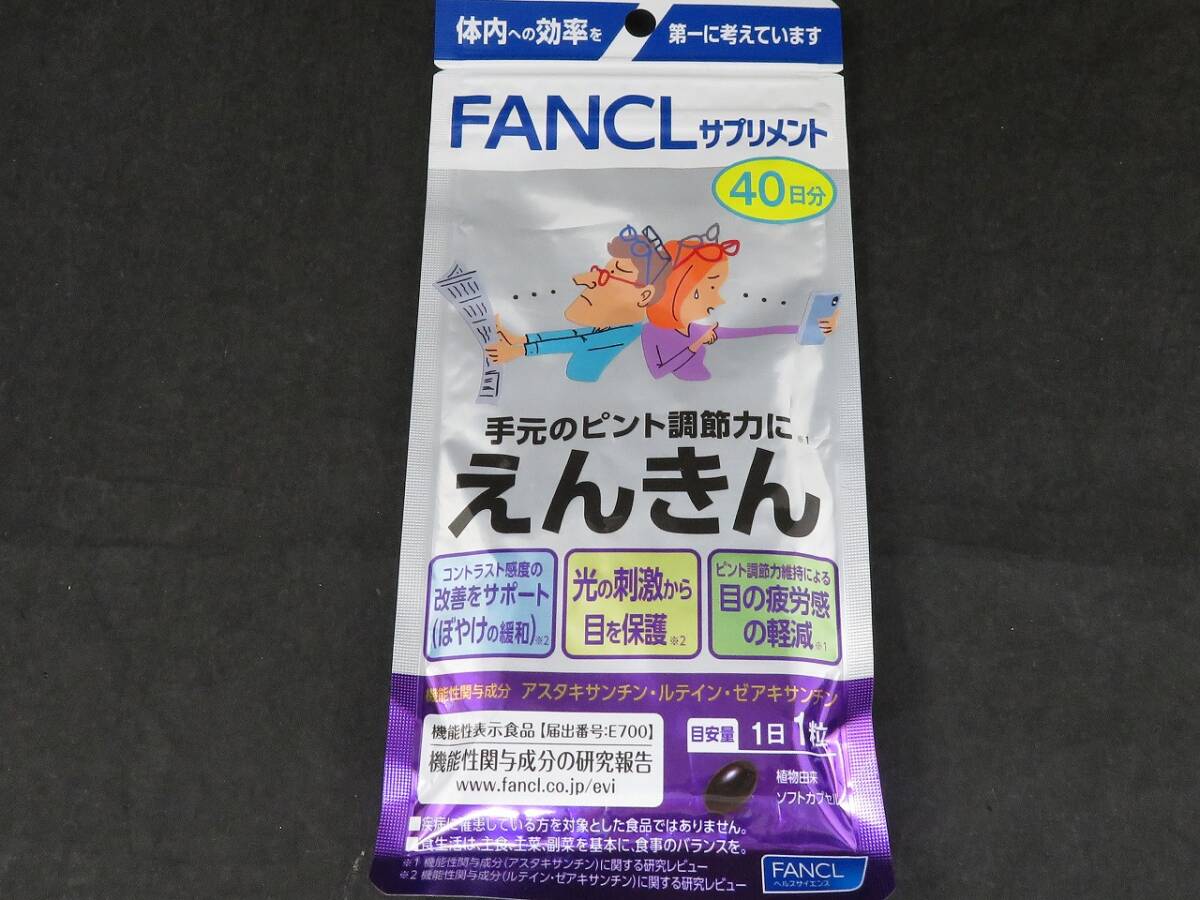 体内への効率を 第一に考えています
FANCL サプリメント
40日分
手元のピント調節力に※1
えんきん
コントラスト感度の
改善をサポート
(ぼやけの緩和)※2
光の刺激から
目を保護※2
ピント調節力維持による
目の疲労感
の軽減※1
機能性関与成分 アスタキサンチン・ルテイン・ゼアキサンチン
機能性表示食品【届出番号:E700】
機能性関与成分の研究報告
www.fancl.co.jp/evi
目安量 1日1粒
植物由来
ソフトカプセル
■疾病に罹患している方を対象とした食品ではありません。
■食生活は、主食、主菜、副菜を基本に、食事のバランスを。
※1 機能性関与成分(アスタキサンチン)に関する研究レビュー
※2 機能性関与成分(ルテイン・ゼアキサンチン)に関する研究レビュー
FANCL
ヘルスサイエンス